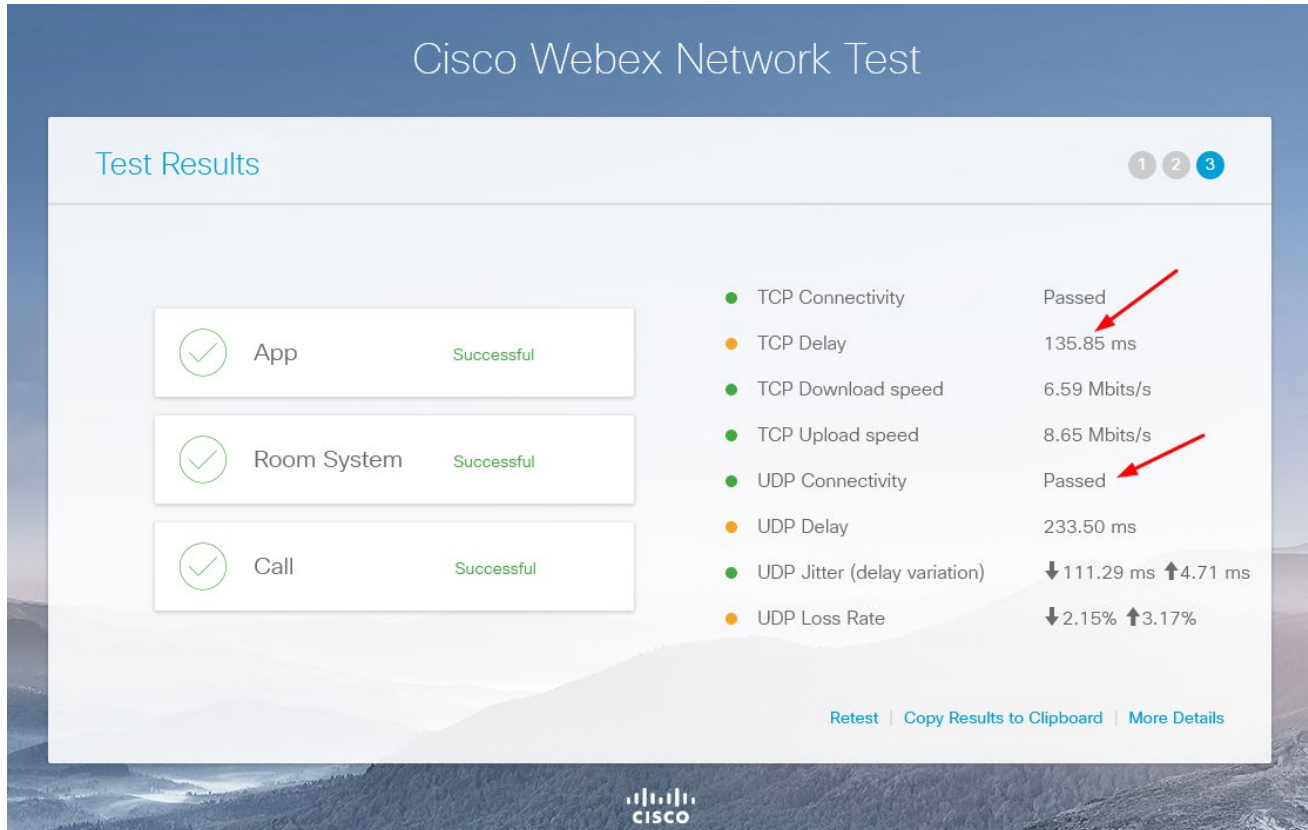 Cisco Webex Network Test
Test Results
1 2 3
App Successful
Room System Successful
Call Successful
TCP Connectivity Passed
TCP Delay 135.85 ms
TCP Download speed 6.59 Mbits/s
TCP Upload speed 8.65 Mbits/s
UDP Connectivity Passed
UDP Delay 233.50 ms
UDP Jitter (delay variation) ⬇111.29 ms ⬆4.71 ms
UDP Loss Rate ⬇2.15% ⬆3.17%
Retest | Copy Results to Clipboard | More Details
CISCO